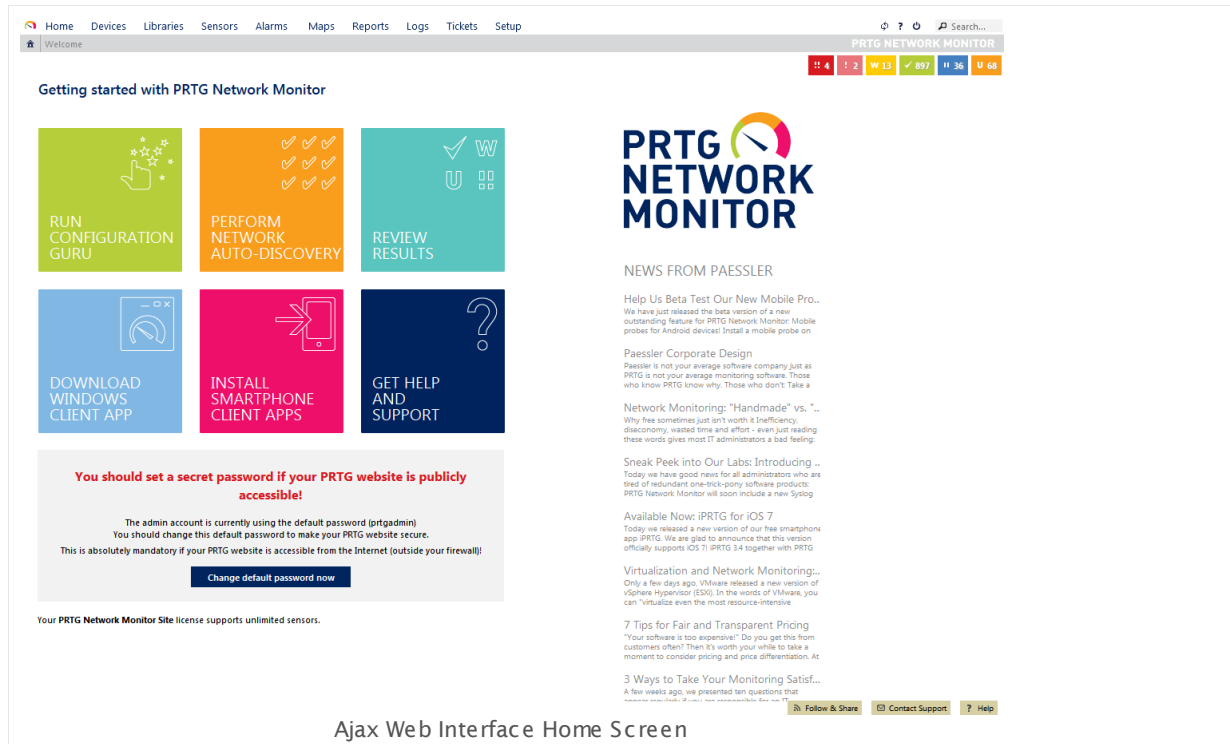 Home Devices Libraries Sensors Alarms Maps Reports Logs Tickets Setup
? Search...
Welcome
PRTG NETWORK MONITOR
!! 4 ! 2 W 13 897 II 36 U 68
Getting started with PRTG Network Monitor
RUN
CONFIGURATION
GURU
PERFORM
NETWORK
AUTO-DISCOVERY
W
U !!
REVIEW
RESULTS
DOWNLOAD
WINDOWS
CLIENT APP
INSTALL
SMARTPHONE
CLIENT APPS
?
GET HELP
AND
SUPPORT
You should set a secret password if your PRTG website is publicly
accessible!
The admin account is currently using the default password (prtgadmin)
You should change this default password to make your PRTG website secure.
This is absolutely mandatory if your PRTG website is accessible from the Internet (outside your firewall)!
Change default password now
Your PRTG Network Monitor Site license supports unlimited sensors.
PRTG
NETWORK
MONITOR
NEWS FROM PAESSLER
Help Us Beta Test Our New Mobile Pro..
We have just released the beta version of a new
outstanding feature for PRTG Network Monitor: Mobile
probes for Android devices! Install a mobile probe on
Paessler Corporate Design
Paessler is not your average software company just as
PRTG is not your average monitoring software. Those
who know PRTG know why. Those who don't: Take a
Network Monitoring: "Handmade" vs. "..
Why free sometimes just isn't worth it Inefficiency,
diseconomy, wasted time and effort - even just reading
these words gives most IT administrators a bad feeling:
Sneak Peek into Our Labs: Introducing ..
Today we have good news for all administrators who are
tired of redundant one-trick-pony software products:
PRTG Network Monitor will soon include a new Syslog
Available Now: iPRTG for iOS 7
Today we released a new version of our free smartphone
app iPRTG. We are glad to announce that this version
officially supports iOS 7! iPRTG 3.4 together with PRTG
Virtualization and Network Monitoring:..
Only a few days ago, VMware released a new version of
vSphere Hypervisor (ESXi). In the words of VMware, you
can "virtualize even the most resource-intensive
7 Tips for Fair and Transparent Pricing
"Your software is too expensive!" Do you get this from
customers often? Then it's worth your while to take a
moment to consider pricing and price differentiation. At
3 Ways to Take Your Monitoring Satisf...
A few weeks ago, we presented ten questions that
appear regularly if you are responsible for an IT
Follow & Share Contact Support ? Help
Ajax Web Interface Home Screen